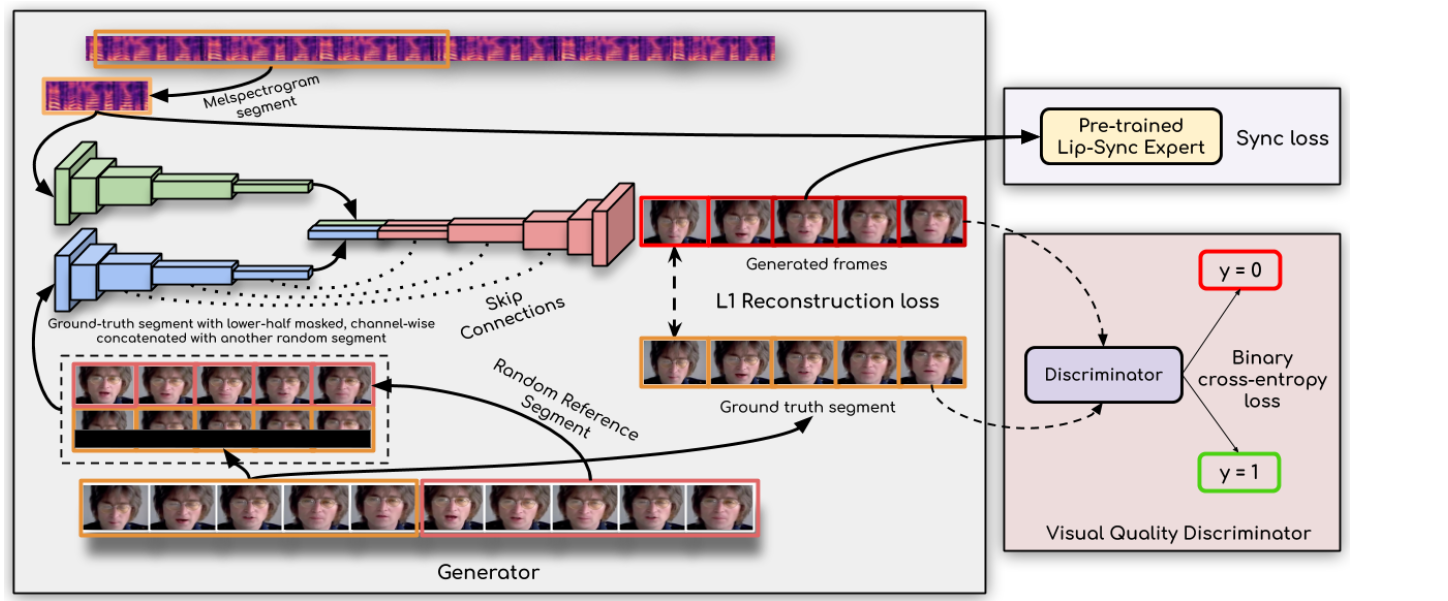 Melspectrogram
segment
Pre-trained
Lip-Sync Expert
Sync loss
Generated frames
L1 Reconstruction loss
Skip
Connections
Ground-truth segment with lower-half masked, channel-wise
concatenated with another random segment
Random Reference
Segment
Ground truth segment
Generator
y = 0
Discriminator
Binary
cross-entropy
loss
y = 1
Visual Quality Discriminator